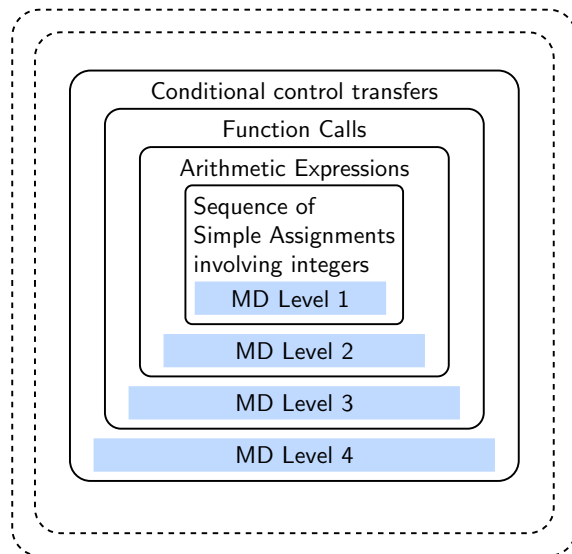 Conditional control transfers
Function Calls
Arithmetic Expressions
Sequence of
Simple Assignments
involving integers
MD Level 1
MD Level 2
MD Level 3
MD Level 4